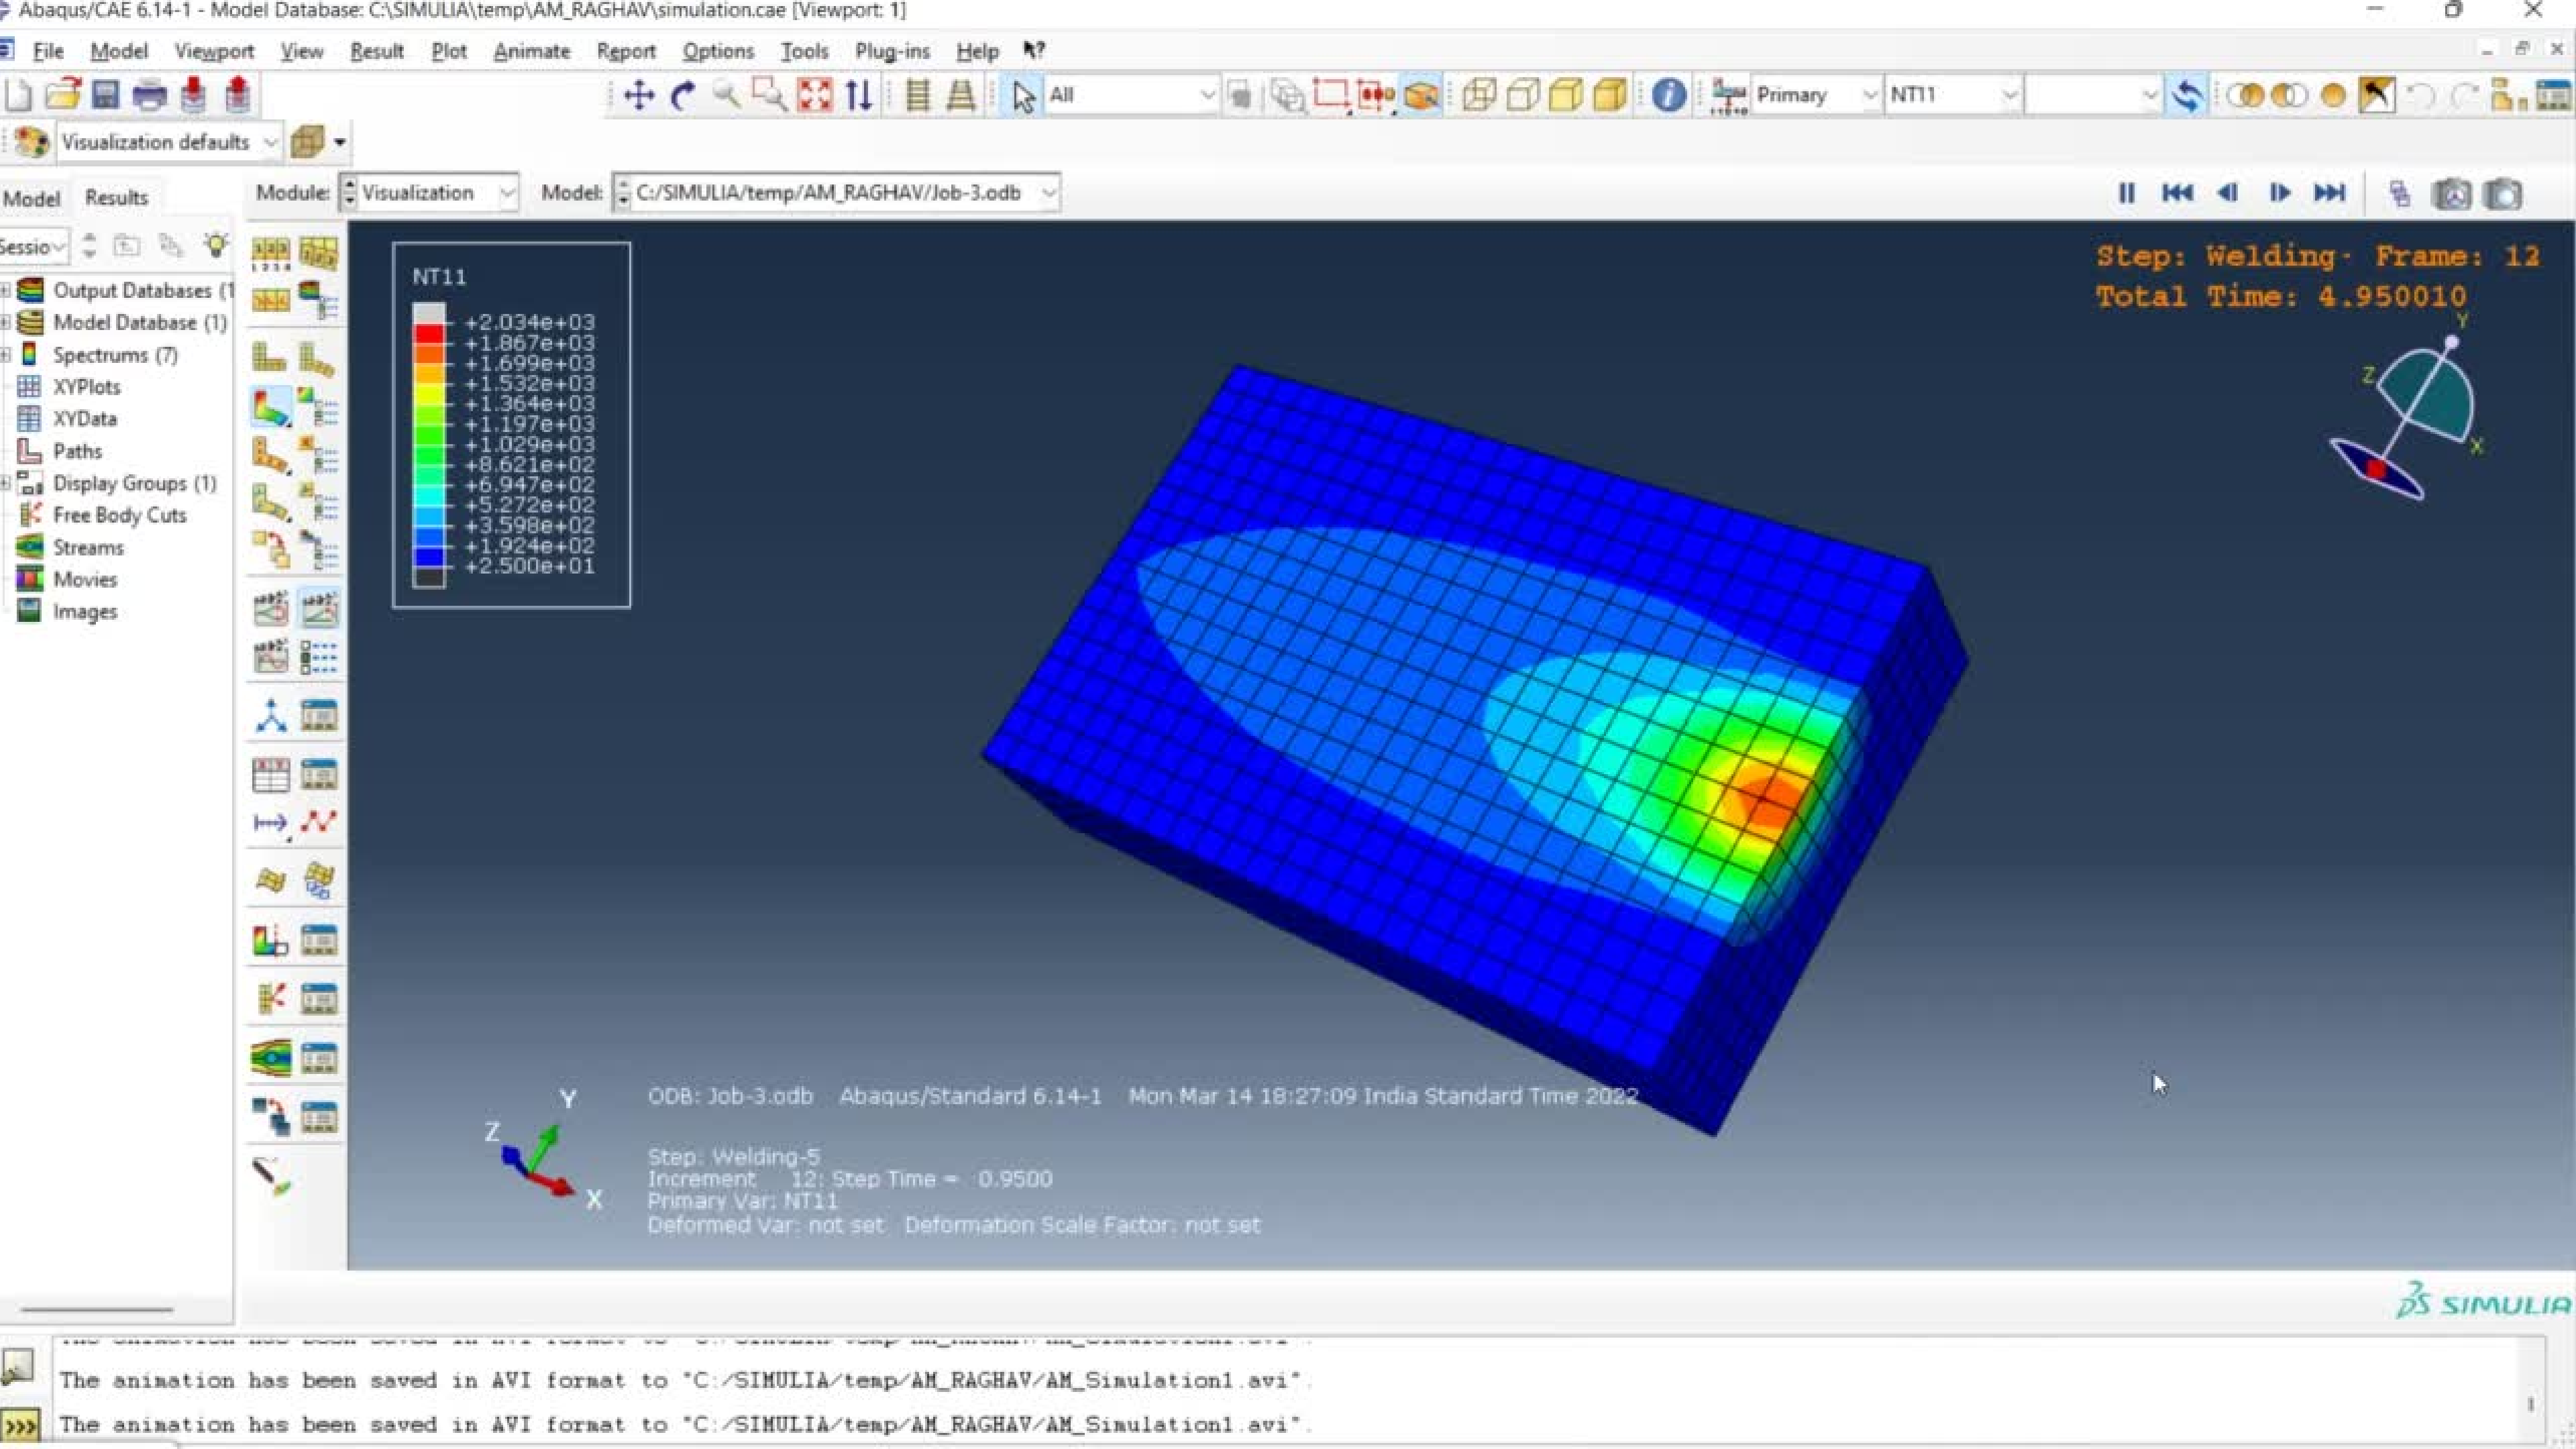 Abaqus/CAE 6.14-1 - Model Database: C:\SIMULIA\temp\AM_RAGHAV\simulation.cae [Viewport: 1]
File Model Viewport View Result Plot Animate Report Options Tools Plug-ins Help
All Primary NT11
Visualization defaults
Model Results Module: Visualization Model: C:/SIMULIA/temp/AM_RAGHAV/Job-3.odb
Sessio
Output Databases (1
Model Database (1)
Spectrums (7)
XYPlots
XYData
Paths
Display Groups (1)
Free Body Cuts
Streams
Movies
Images
NT11
+2.034e+03
+1.867e+03
+1.699e+03
+1.532e+03
+1.364e+03
+1.197e+03
+1.029e+03
+8.621e+02
+6.947e+02
+5.272e+02
+3.598e+02
+1.924e+02
+2.500e+01
Step: Welding- Frame: 12
Total Time: 4.950010
Y
Z
X
Y
Z
X
ODB: Job-3.odb Abaqus/Standard 6.14-1 Mon Mar 14 18:27:09 India Standard Time 2022
Step: Welding-5
Increment 12: Step Time = 0.9500
Primary Var: NT11
Deformed Var: not set Deformation Scale Factor: not set
SIMULIA
The animation has been saved in AVI format to "C:/SIMULIA/temp/AM_RAGHAV/AM_Simulation1.avi".
The animation has been saved in AVI format to "C:/SIMULIA/temp/AM_RAGHAV/AM_Simulation1.avi".